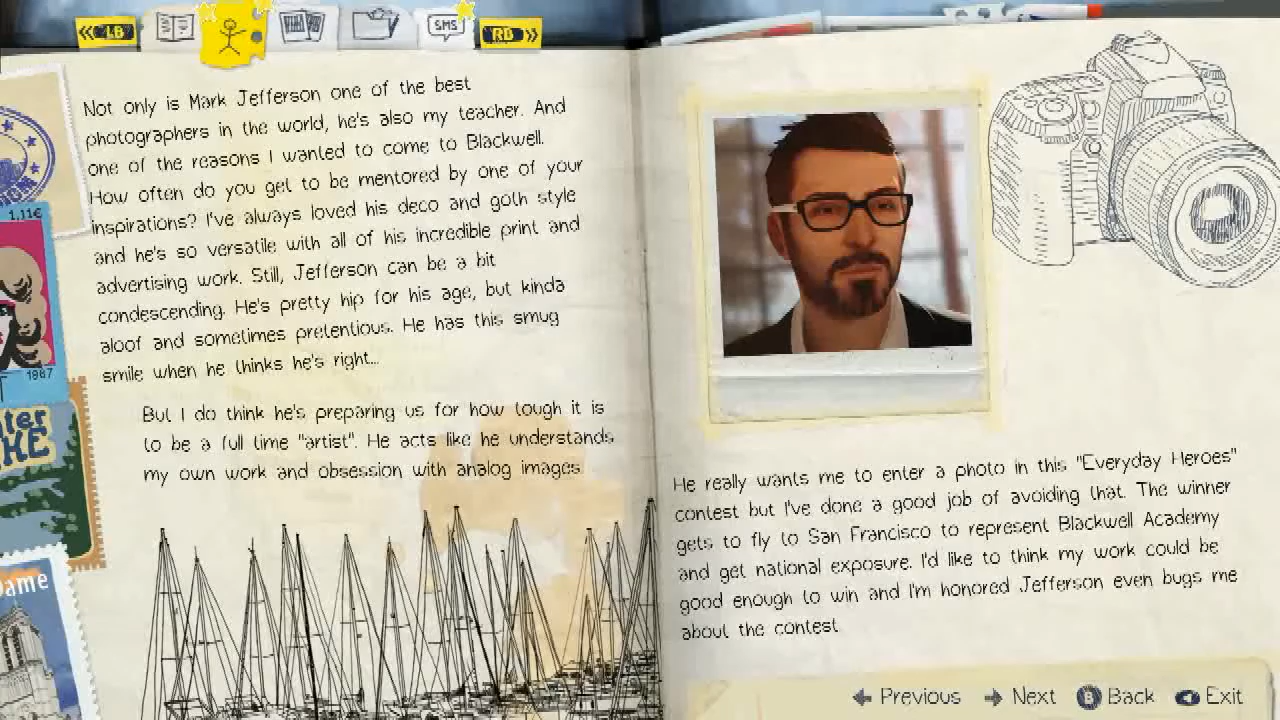 LB
SMS
RB
Not only is Mark Jefferson one of the best
photographers in the world, he's also my teacher. And
one of the reasons I wanted to come to Blackwell.
How often do you get to be mentored by one of your
inspirations? I've always loved his deco and goth style
and he's so versatile with all of his incredible print and
advertising work. Still, Jefferson can be a bit
condescending. He's pretty hip for his age, but kinda
aloof and sometimes pretentious. He has this smug
smile when he thinks he's right...
But I do think he's preparing us for how tough it is
to be a full time "artist". He acts like he understands
my own work and obsession with analog images.
1,11€
1987
He really wants me to enter a photo in this "Everyday Heroes"
contest but I've done a good job of avoiding that. The winner
gets to fly to San Francisco to represent Blackwell Academy
and get national exposure. I'd like to think my work could be
good enough to win and I'm honored Jefferson even bugs me
about the contest.
Previous
Next
B
Back
Exit